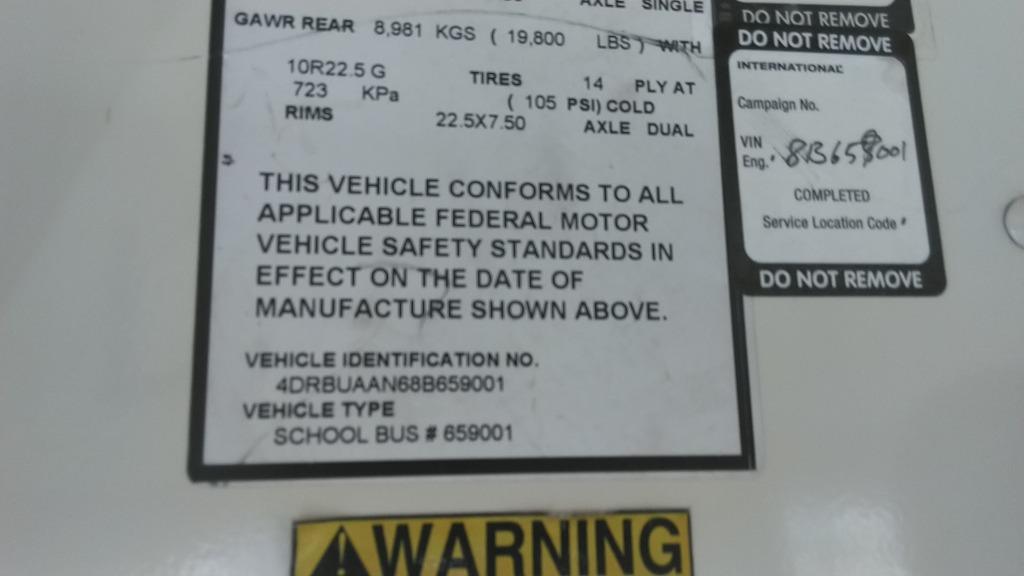 AXLE SINGLE
GAWR REAR 8,981 KGS ( 19,800 LBS ) WITH
10R22.5 G TIRES 14 PLY AT
723 KPa ( 105 PSI) COLD
RIMS 22.5X7.50 AXLE DUAL
THIS VEHICLE CONFORMS TO ALL
APPLICABLE FEDERAL MOTOR
VEHICLE SAFETY STANDARDS IN
EFFECT ON THE DATE OF
MANUFACTURE SHOWN ABOVE.
VEHICLE IDENTIFICATION NO.
4DRBUAAN68B659001
VEHICLE TYPE
SCHOOL BUS # 659001
DO NOT REMOVE
DO NOT REMOVE
INTERNATIONAL
Campaign No.
VIN
Eng.#
COMPLETED
Service Location Code #
DO NOT REMOVE
WARNING